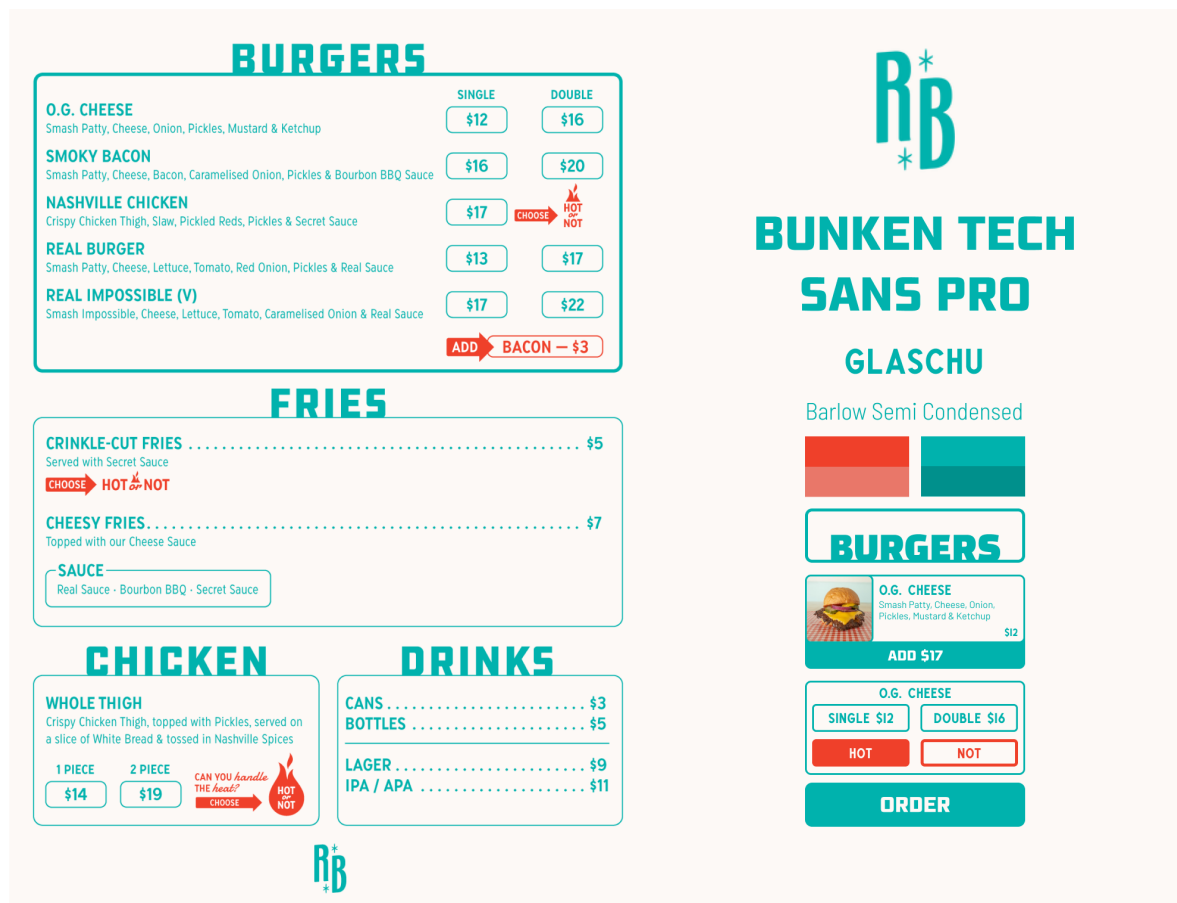 BURGERS
SINGLE DOUBLE
O.G. CHEESE
Smash Patty, Cheese, Onion, Pickles, Mustard & Ketchup
$12 $16
SMOKY BACON
Smash Patty, Cheese, Bacon, Caramelised Onion, Pickles & Bourbon BBQ Sauce
$16 $20
NASHVILLE CHICKEN
Crispy Chicken Thigh, Slaw, Pickled Reds, Pickles & Secret Sauce
$17 CHOOSE
HOT
OR
NOT
REAL BURGER
Smash Patty, Cheese, Lettuce, Tomato, Red Onion, Pickles & Real Sauce
$13 $17
REAL IMPOSSIBLE (V)
Smash Impossible, Cheese, Lettuce, Tomato, Caramelised Onion & Real Sauce
$17 $22
ADD BACON — $3
FRIES
CRINKLE-CUT FRIES $5
Served with Secret Sauce
CHOOSE HOT OR NOT
CHEESY FRIES $7
Topped with our Cheese Sauce
SAUCE
Real Sauce · Bourbon BBQ · Secret Sauce
CHICKEN
WHOLE THIGH
Crispy Chicken Thigh, topped with Pickles, served on
a slice of White Bread & tossed in Nashville Spices
1 PIECE 2 PIECE
$14 $19
CAN YOU handle
THE heat?
CHOOSE
HOT
OR
NOT
DRINKS
CANS $3
BOTTLES $5
LAGER $9
IPA / APA $11
RB
RB
BUNKEN TECH
SANS PRO
GLASCHU
Barlow Semi Condensed
BURGERS
O.G. CHEESE
Smash Patty, Cheese, Onion,
Pickles, Mustard & Ketchup
$12
ADD $17
O.G. CHEESE
SINGLE $12 DOUBLE $16
HOT NOT
ORDER